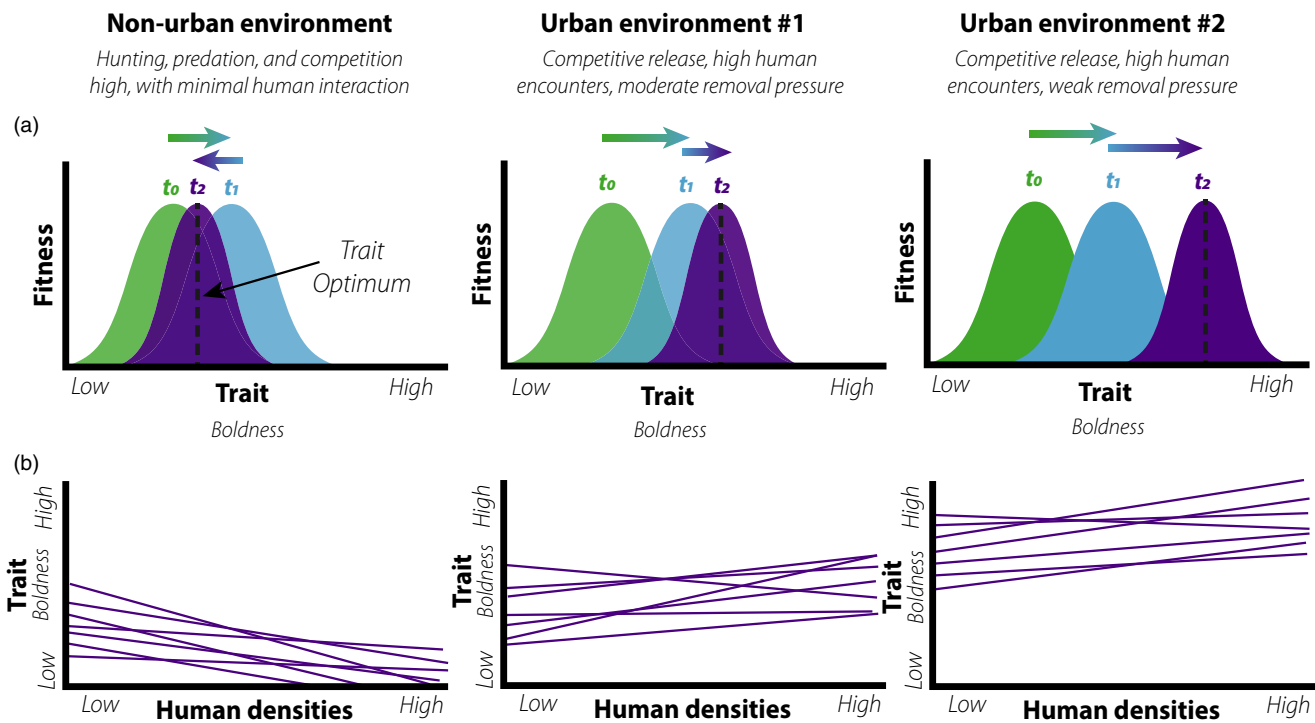 Non-urban environment
Hunting, predation, and competition
high, with minimal human interaction
Urban environment #1
Competitive release, high human
encounters, moderate removal pressure
Urban environment #2
Competitive release, high human
encounters, weak removal pressure
(a)
Fitness
t0 t2 t1
Trait
Optimum
Low
High
Trait
Boldness
Fitness
t0 t1 t2
Low
High
Trait
Boldness
Fitness
t0 t1 t2
Low
High
Trait
Boldness
(b)
Trait
Low Boldness High
Low Human densities High
Trait
Low Boldness High
Low Human densities High
Trait
Low Boldness High
Low Human densities High